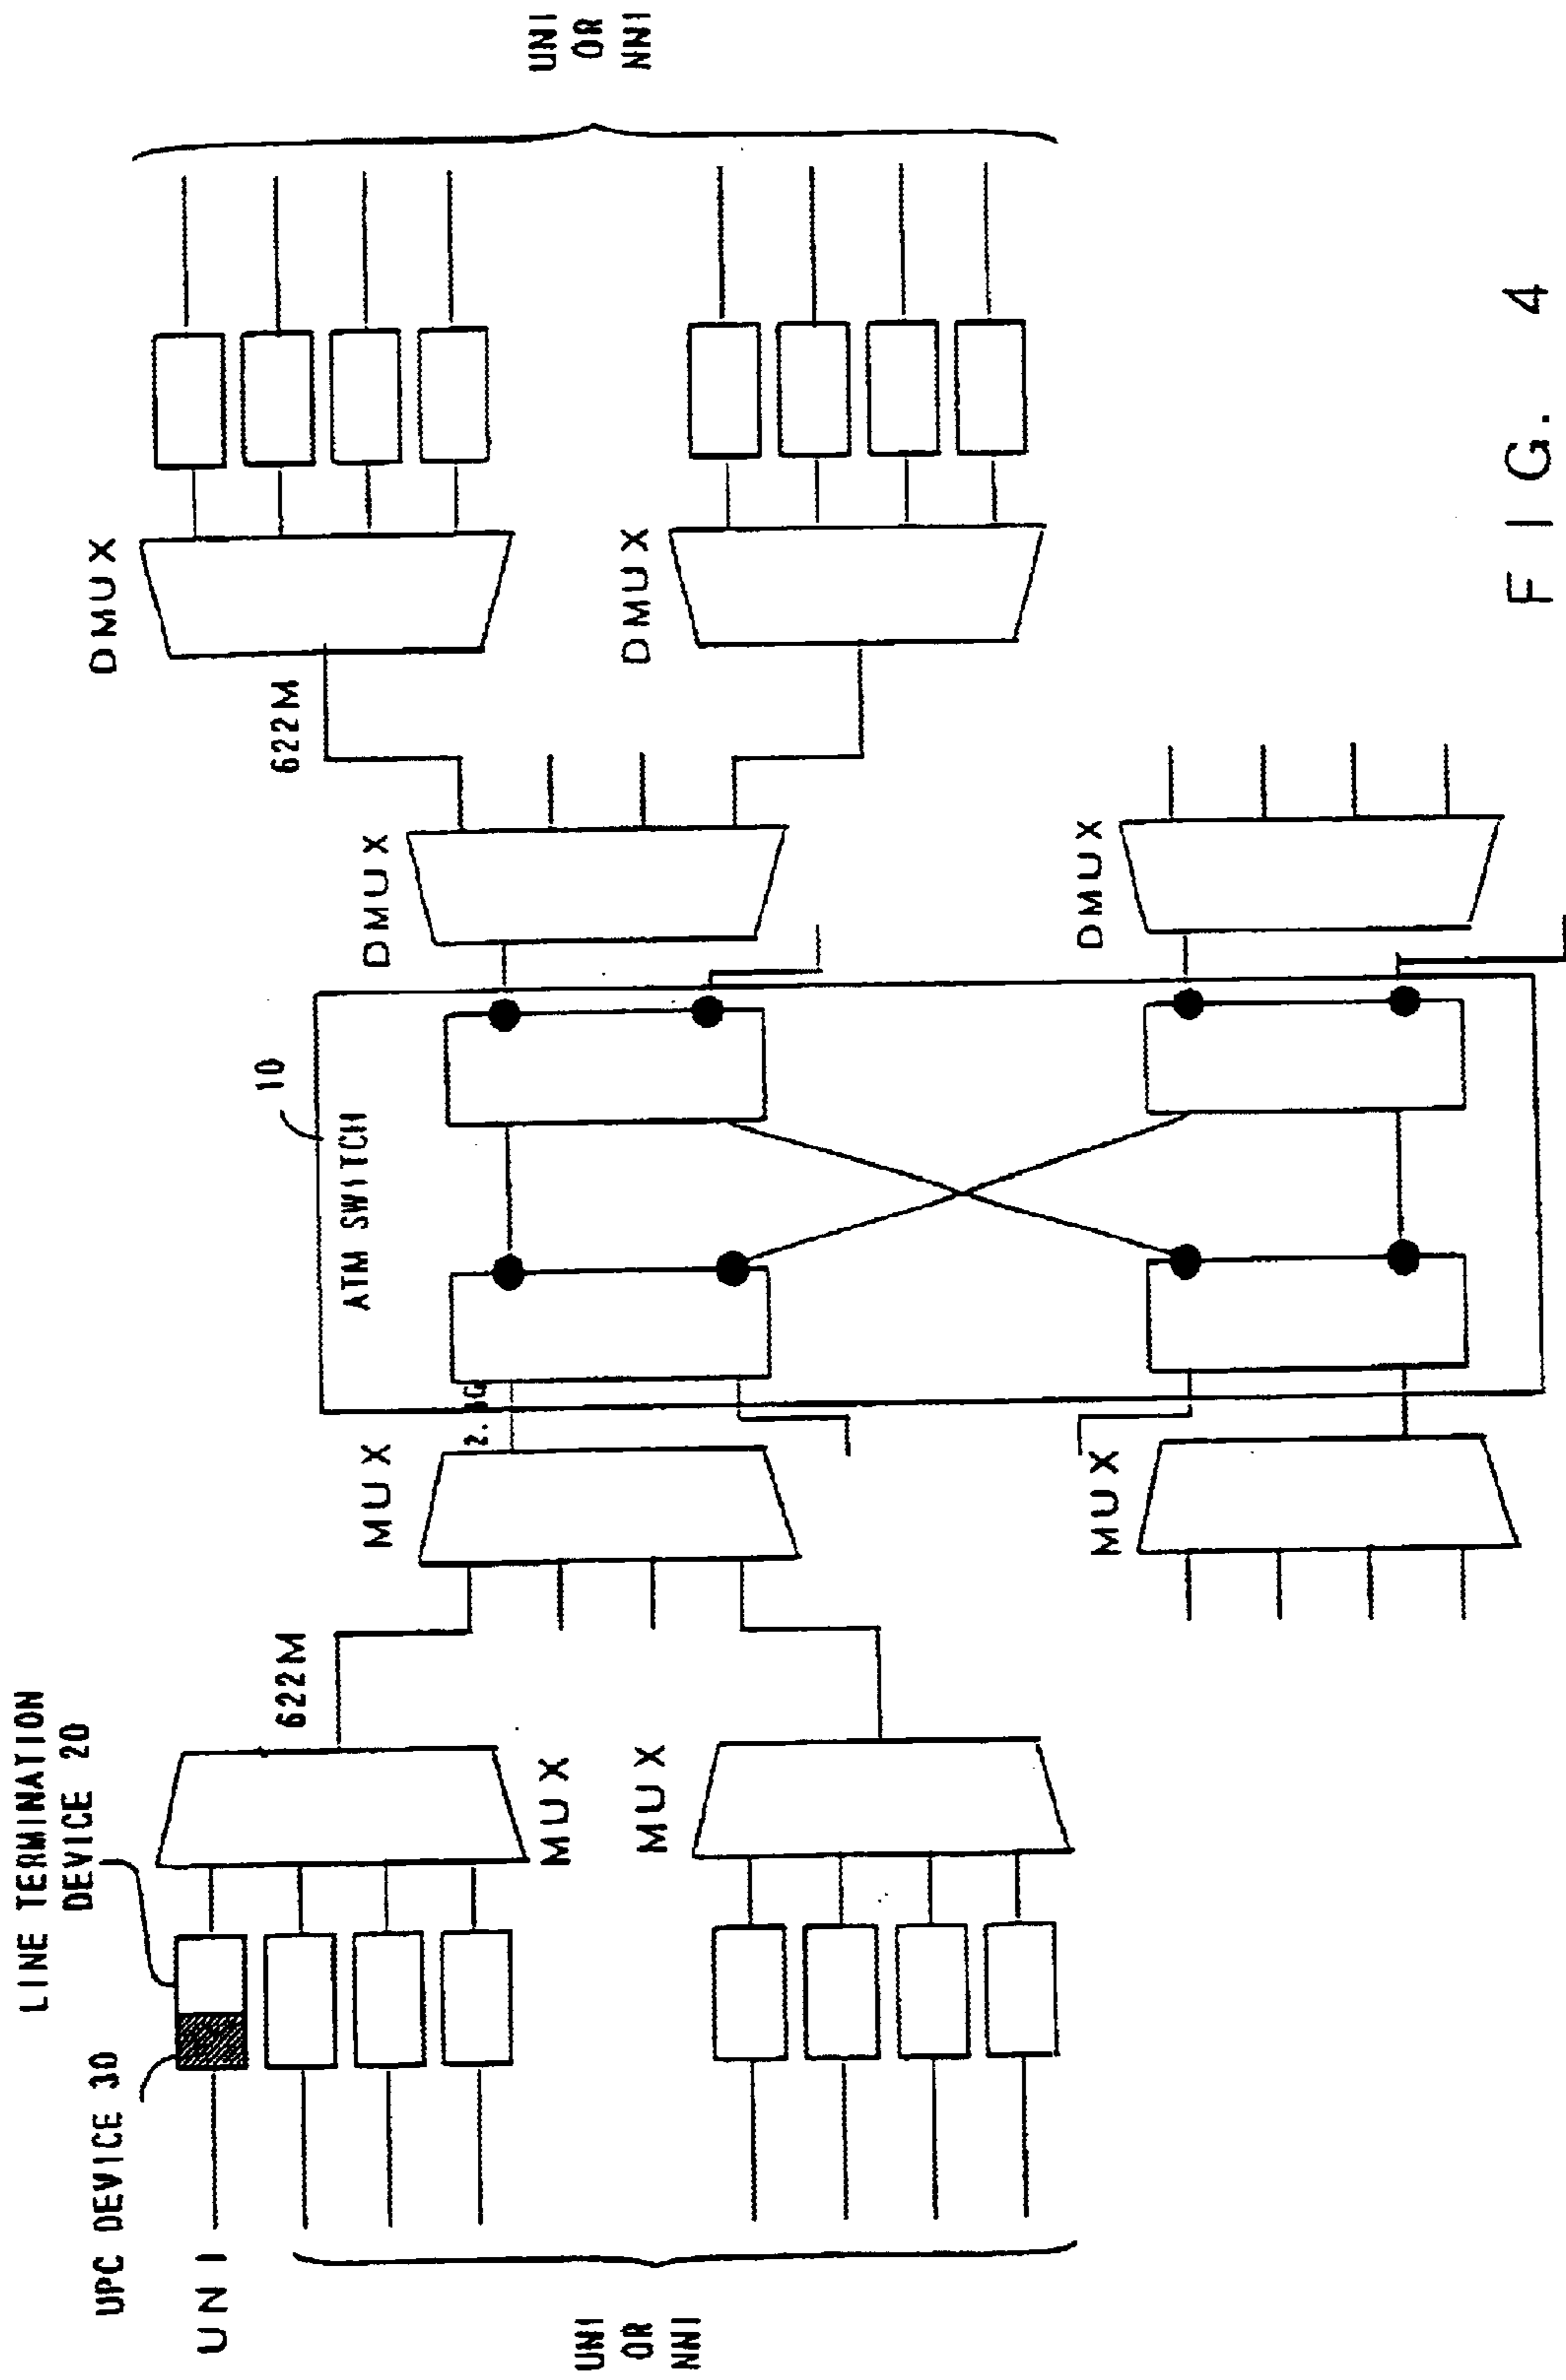 LINE TERMINATION
DEVICE 20
UPC DEVICE 30
UNI
UNI
OR
NNI
MUX
622M
MUX
MUX
MUX
10
ATM SWITCH
DMUX
DMUX
622M
DMUX
DMUX
UNI
OR
NNI
FIG. 4